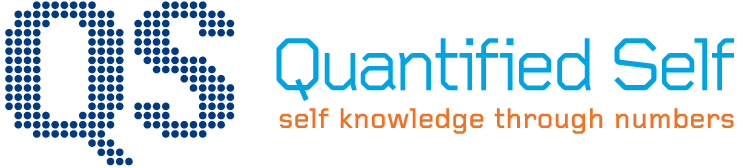 QS
Quantified Self
self knowledge through numbers